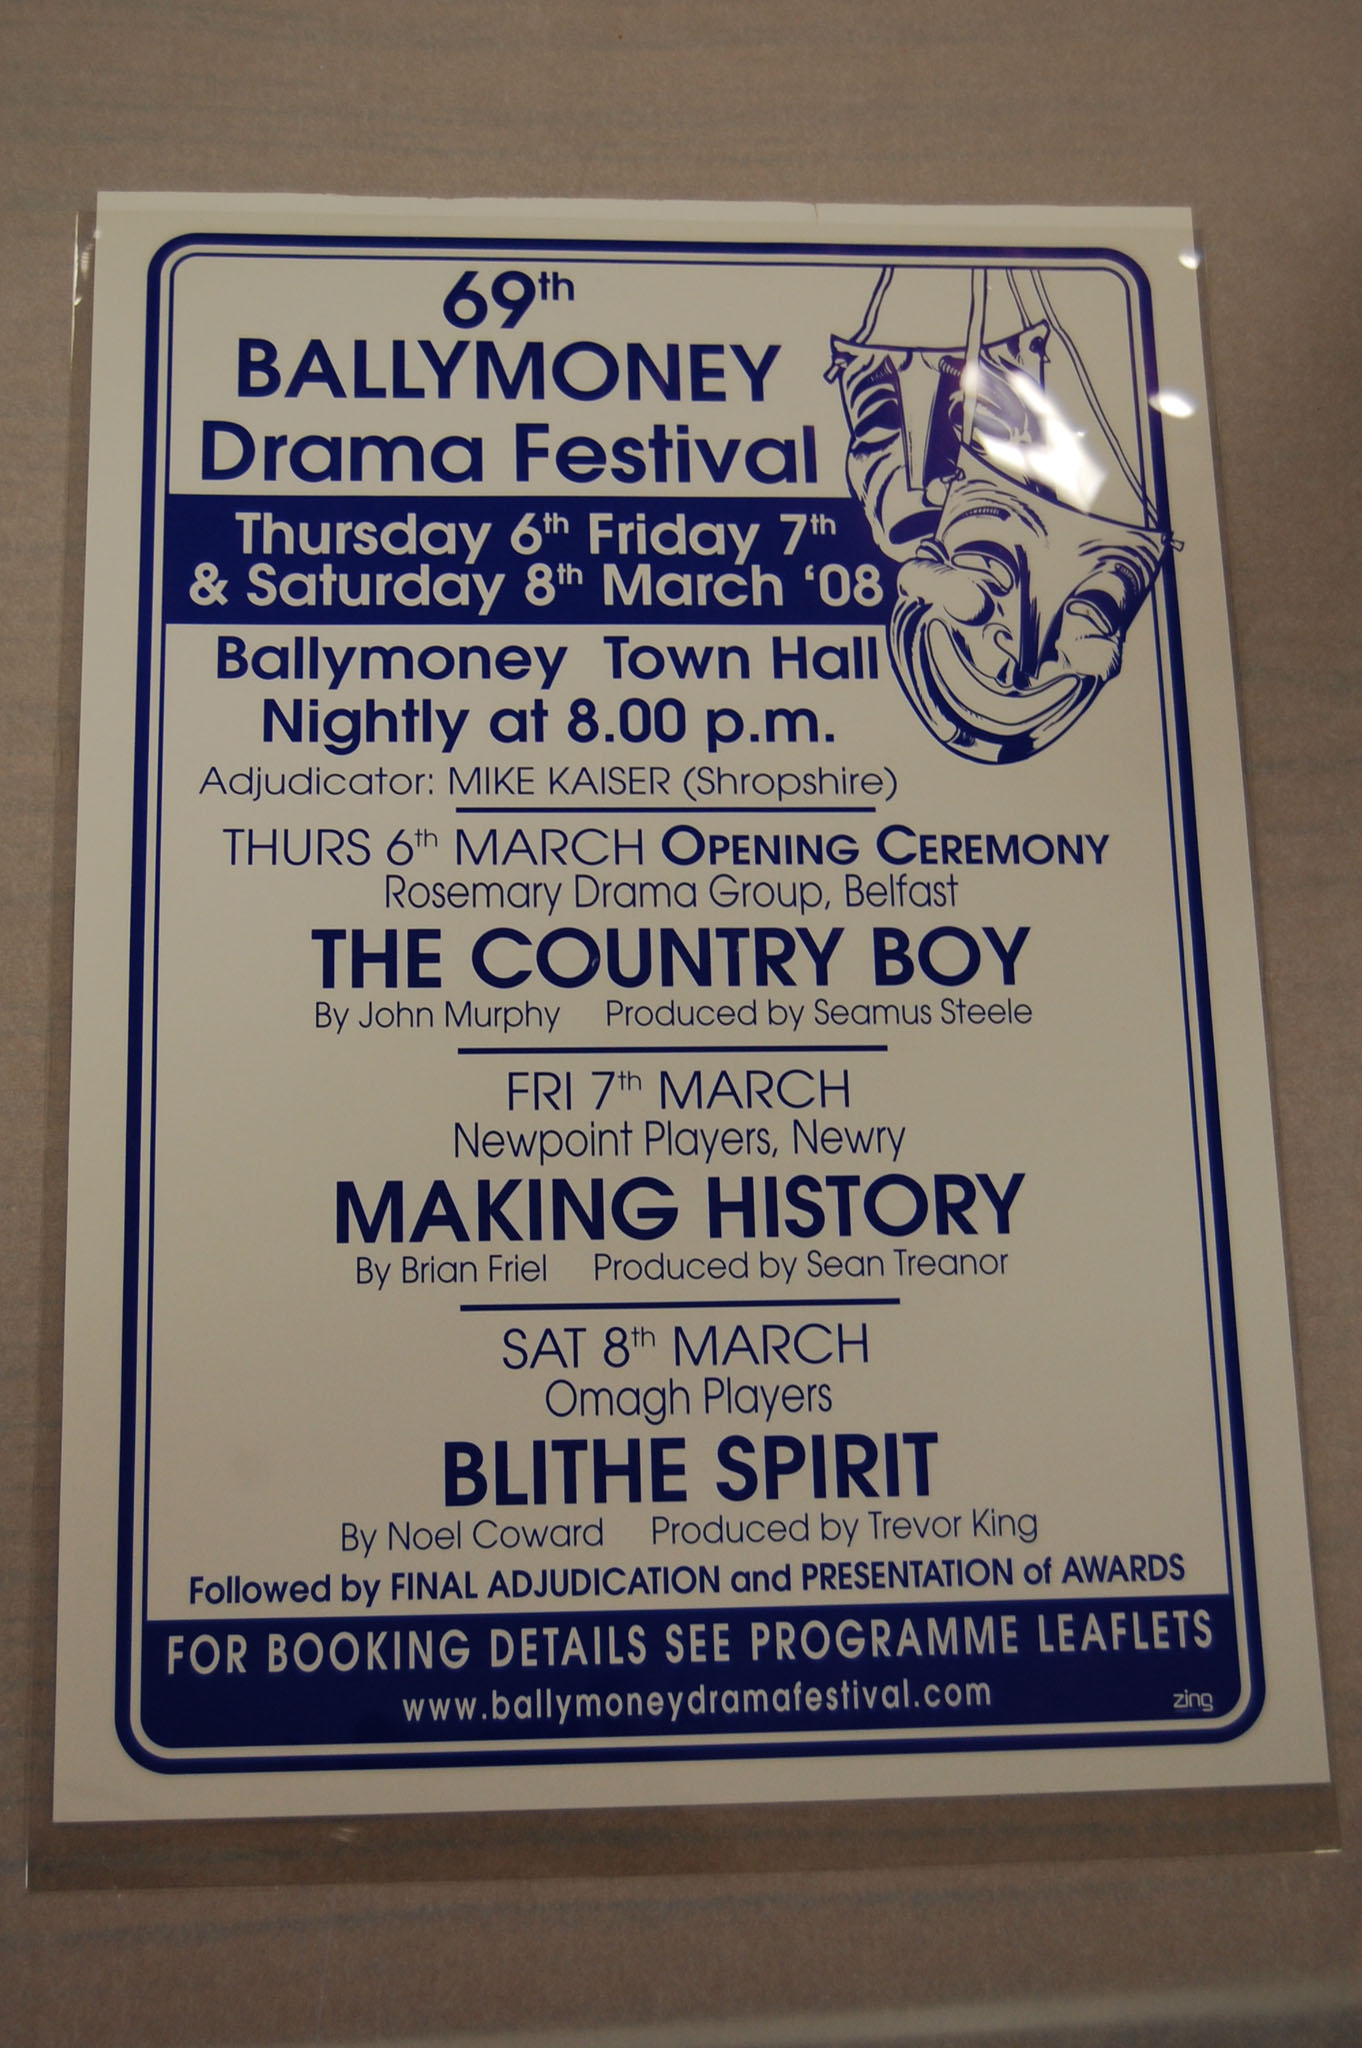 69th
BALLYMONEY
Drama Festival
Thursday 6th Friday 7th
& Saturday 8th March '08
Ballymoney Town Hall
Nightly at 8.00 p.m.
Adjudicator: MIKE KAISER (Shropshire)
THURS 6th MARCH OPENING CEREMONY
Rosemary Drama Group, Belfast
THE COUNTRY BOY
By John Murphy Produced by Seamus Steele
FRI 7th MARCH
Newpoint Players, Newry
MAKING HISTORY
By Brian Friel Produced by Sean Treanor
SAT 8th MARCH
Omagh Players
BLITHE SPIRIT
By Noel Coward Produced by Trevor King
Followed by FINAL ADJUDICATION and PRESENTATION of AWARDS
FOR BOOKING DETAILS SEE PROGRAMME LEAFLETS
www.ballymoneydramafestival.com
zing